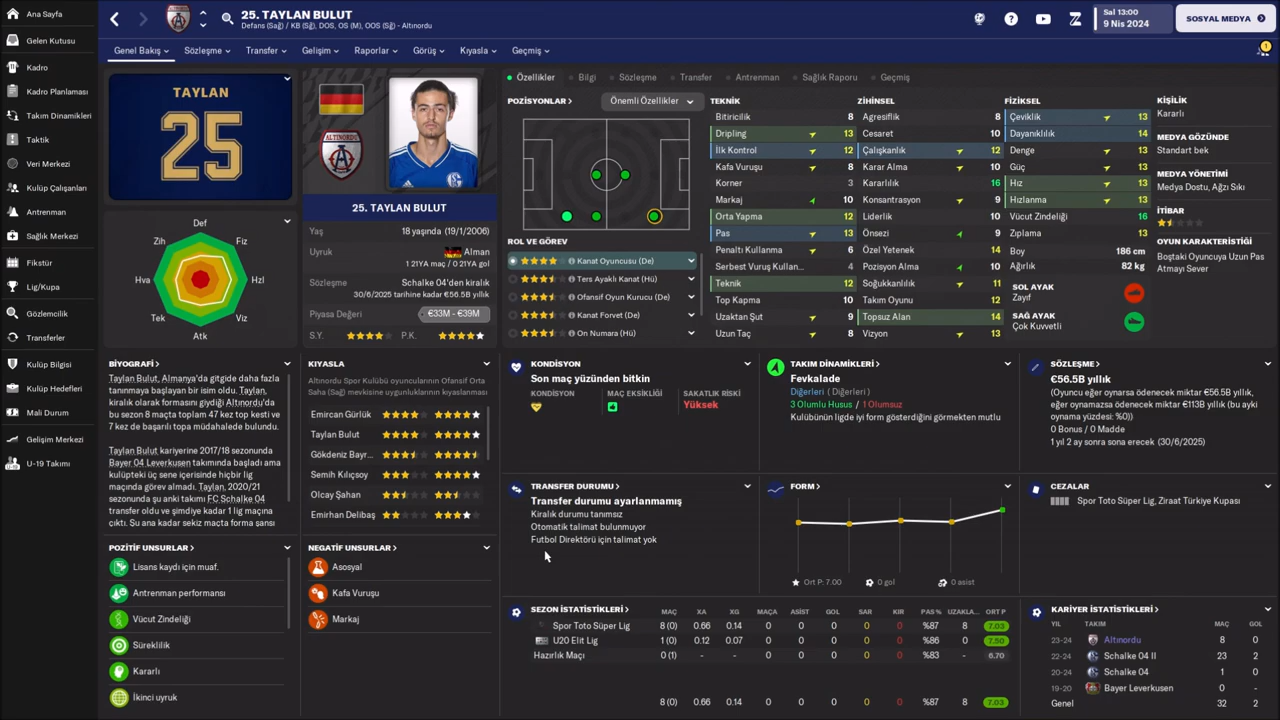 Ana Sayfa
Gelen Kutusu
Kadro
Kadro Planlaması
Takım Dinamikleri
Taktik
Veri Merkezi
Kulüp Çalışanları
Antrenman
Sağlık Merkezi
Fikstür
Lig/Kupa
Gözlemcilik
Transferler
Kulüp Bilgisi
Kulüp Hedefleri
Mali Durum
Gelişim Merkezi
U-19 Takımı
25. TAYLAN BULUT
Defans (Sağ) / KB (Sğ), DOS, OS (M), OOS (Sğ) - Altınordu
Sal 13:00
9 Nis 2024
SOSYAL MEDYA
Genel Bakış Sözleşme Transfer Gelişim Raporlar Görüş Kıyasla Geçmiş
1
TAYLAN
25
ALTINORDU
25. TAYLAN BULUT
Def
Fiz
Hzl
Viz
Atk
Tek
Hva
Zih
Yaş 18 yaşında (19/1/2006)
Uyruk Alman
1 21YA maç / 0 21YA gol
Sözleşme Schalke 04'den kiralık
30/6/2025 tarihine kadar €56.5B yıllık
Piyasa Değeri €33M - €39M
S.Y. P.K.
Özellikler Bilgi Sözleşme Transfer Antrenman Sağlık Raporu Geçmiş
POZİSYONLAR Önemli Özellikler
ROL VE GÖREV
Kanat Oyuncusu (De)
Ters Ayaklı Kanat (Hü)
Ofansif Oyun Kurucu (De)
Kanat Forvet (De)
On Numara (Hü)
TEKNİK
Bitiricilik 8
Dripling 13
İlk Kontrol 12
Kafa Vuruşu 8
Korner 3
Markaj 10
Orta Yapma 12
Pas 13
Penaltı Kullanma 6
Serbest Vuruş Kullan... 4
Teknik 12
Top Kapma 10
Uzaktan Şut 9
Uzun Taç 8
ZİHİNSEL
Agresiflik 8
Cesaret 10
Çalışkanlık 12
Karar Alma 10
Kararlılık 16
Konsantrasyon 9
Liderlik 10
Önsezi 9
Özel Yetenek 14
Pozisyon Alma 10
Soğukkanlılık 11
Takım Oyunu 12
Topsuz Alan 14
Vizyon 13
FİZİKSEL
Çeviklik 13
Dayanıklılık 14
Denge 13
Güç 13
Hız 13
Hızlanma 13
Vücut Zindeliği 16
Zıplama 13
Boy 186 cm
Ağırlık 82 kg
SOL AYAK
Zayıf
SAĞ AYAK
Çok Kuvvetli
KİŞİLİK
Kararlı
MEDYA GÖZÜNDE
Standart bek
MEDYA YÖNETİMİ
Medya Dostu, Ağzı Sıkı
İTİBAR
OYUN KARAKTERİSTİĞİ
Boştaki Oyuncuya Uzun Pas
Atmayı Sever
BİYOGRAFİ
Taylan Bulut, Almanya'da gitgide daha fazla
tanınmaya başlayan bir isim oldu. Taylan,
kiralık olarak formasını giydiği Altınordu'da
bu sezon 8 maçta toplam 47 kez top kesti ve
7 kez de başarılı topa müdahalede bulundu.
Taylan Bulut kariyerine 2017/18 sezonunda
Bayer 04 Leverkusen takımında başladı ama
kulüpteki üç sene içerisinde hiçbir lig
maçında görev almadı. Taylan, 2020/21
sezonunda şu anki takımı FC Schalke 04
transfer oldu ve şimdiye kadar 1 lig maçına
çıktı. Şu ana kadar sekiz maçta forma şansı
KIYASLA
Altınordu Spor Kulübü oyuncularının Ofansif Orta
Saha (Sağ) mevkisine uygunluklarının kıyaslaması
Emircan Gürlük
Taylan Bulut
Gökdeniz Bayr...
Semih Kılıçsoy
Olcay Şahan
Emirhan Delibaş
POZİTİF UNSURLAR
Lisans kaydı için muaf.
Antrenman performansı
Vücut Zindeliği
Süreklilik
Kararlı
İkinci uyruk
NEGATİF UNSURLAR
Asosyal
Kafa Vuruşu
Markaj
KONDİSYON
Son maç yüzünden bitkin
KONDİSYON MAÇ EKSİKLİĞİ SAKATLIK RİSKİ
Yüksek
TAKIM DİNAMİKLERİ
Fevkalade
Diğerleri ( Diğerleri )
3 Olumlu Husus / 1 Olumsuz
Kulübünün ligde iyi form gösterdiğini görmekten mutlu
SÖZLEŞME
€56.5B yıllık
(Oyuncu eğer oynarsa ödenecek miktar €56.5B yıllık,
eğer oynamazsa ödenecek miktar €113B yıllık (bu ayki
oynama yüzdesi: %0))
0 Bonus / 0 Madde
1 yıl 2 ay sonra sona erecek (30/6/2025)
TRANSFER DURUMU
Transfer durumu ayarlanmamış
Kiralık durumu tanımsız
Otomatik talimat bulunmuyor
Futbol Direktörü için talimat yok
FORM
Ort P: 7.00 0 gol 0 asist
CEZALAR
Spor Toto Süper Lig, Ziraat Türkiye Kupası
SEZON İSTATİSTİKLERİ MAÇ XA XG MAÇA ASİST GOL SAR KIR PAS % UZAKLA... ORT P
Spor Toto Süper Lig 8 (0) 0.66 0.14 0 0 0 0 0 %87 8 7.03
U20 Elit Lig 1 (0) 0.12 0.07 0 0 0 0 0 %86 0 7.50
Hazırlık Maçı 0 (1) - - 0 0 0 0 0 %83 - 6.70
8 (0) 0.66 0.14 0 0 0 0 0 %87 8 7.03
KARİYER İSTATİSTİKLERİ
YIL TAKIM MAÇ GOL
23-24 Altınordu 8 0
22-24 Schalke 04 II 23 2
20-24 Schalke 04 1 0
19-20 Bayer Leverkusen 0 -
Genel 32 2